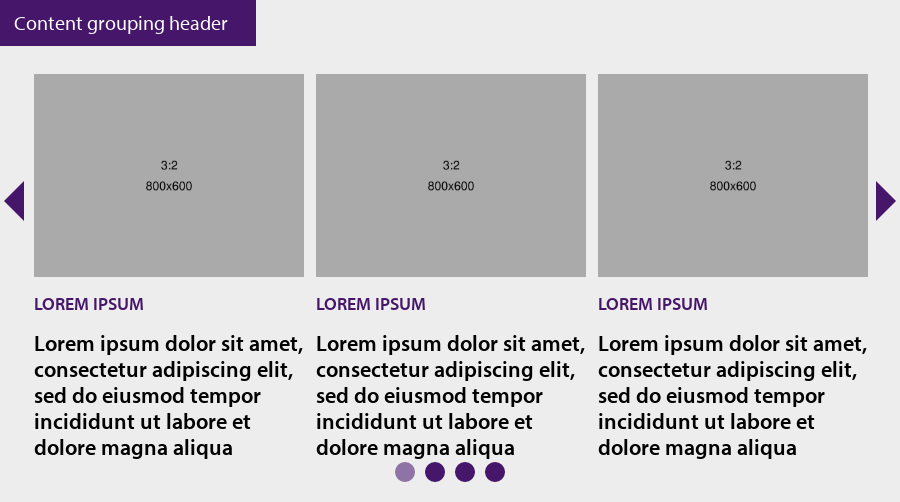 Content grouping header
3:2
800x600
3:2
800x600
3:2
800x600
LOREM IPSUM
Lorem ipsum dolor sit amet,
consectetur adipiscing elit,
sed do eiusmod tempor
incididunt ut labore et
dolore magna aliqua
LOREM IPSUM
Lorem ipsum dolor sit amet,
consectetur adipiscing elit,
sed do eiusmod tempor
incididunt ut labore et
dolore magna aliqua
LOREM IPSUM
Lorem ipsum dolor sit amet,
consectetur adipiscing elit,
sed do eiusmod tempor
incididunt ut labore et
dolore magna aliqua